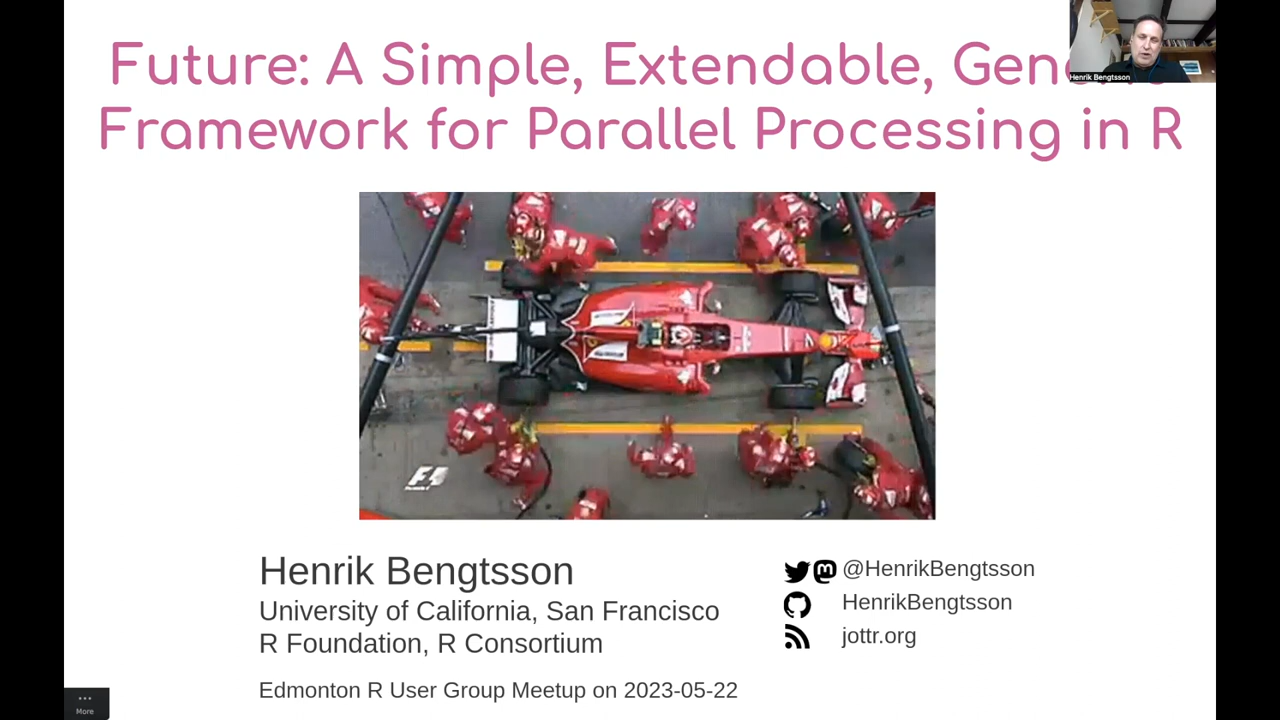 Future: A Simple, Extendable, Gene
Framework for Parallel Processing in R
Henrik Bengtsson
F1
Henrik Bengtsson
University of California, San Francisco
R Foundation, R Consortium
Edmonton R User Group Meetup on 2023-05-22
@HenrikBengtsson
HenrikBengtsson
jottr.org
More